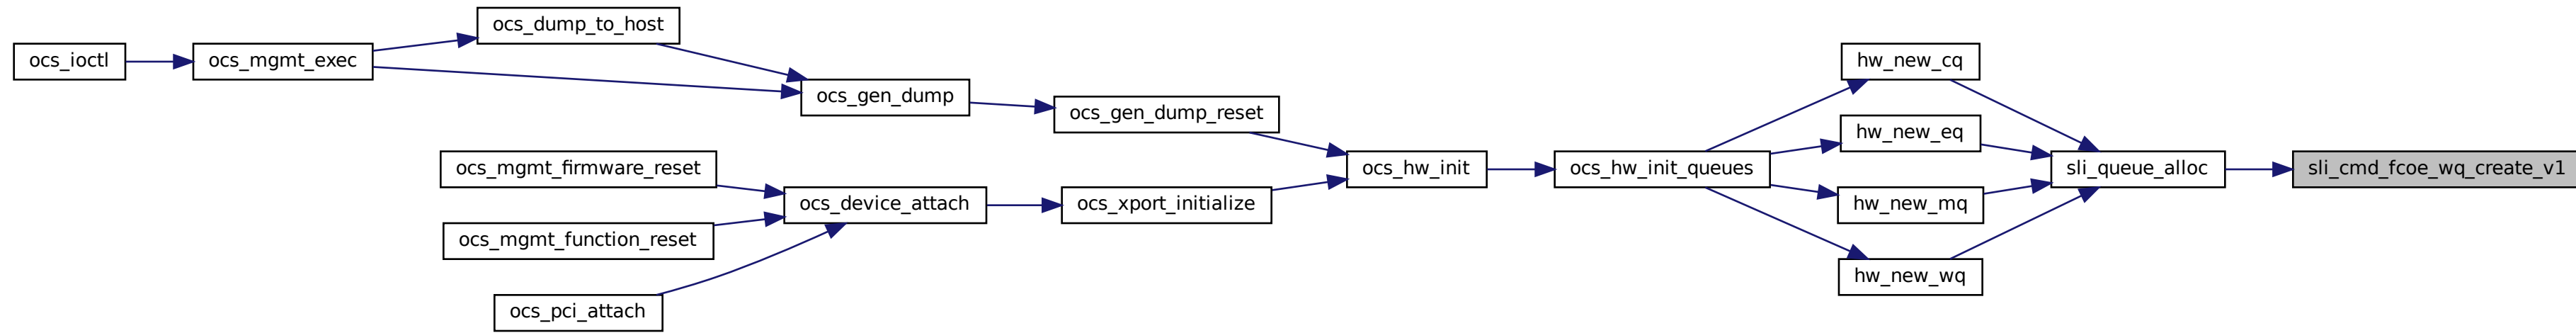 ocs_ioctl
ocs_mgmt_exec
ocs_dump_to_host
ocs_gen_dump
ocs_gen_dump_reset
ocs_mgmt_firmware_reset
ocs_mgmt_function_reset
ocs_pci_attach
ocs_device_attach
ocs_xport_initialize
ocs_hw_init
ocs_hw_init_queues
hw_new_cq
hw_new_eq
hw_new_mq
hw_new_wq
sli_queue_alloc
sli_cmd_fcoe_wq_create_v1